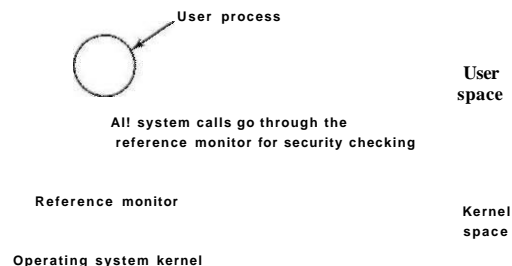 User process
User
space
Al! system calls go through the
reference monitor for security checking
Reference monitor
Kernel
space
Operating system kernel